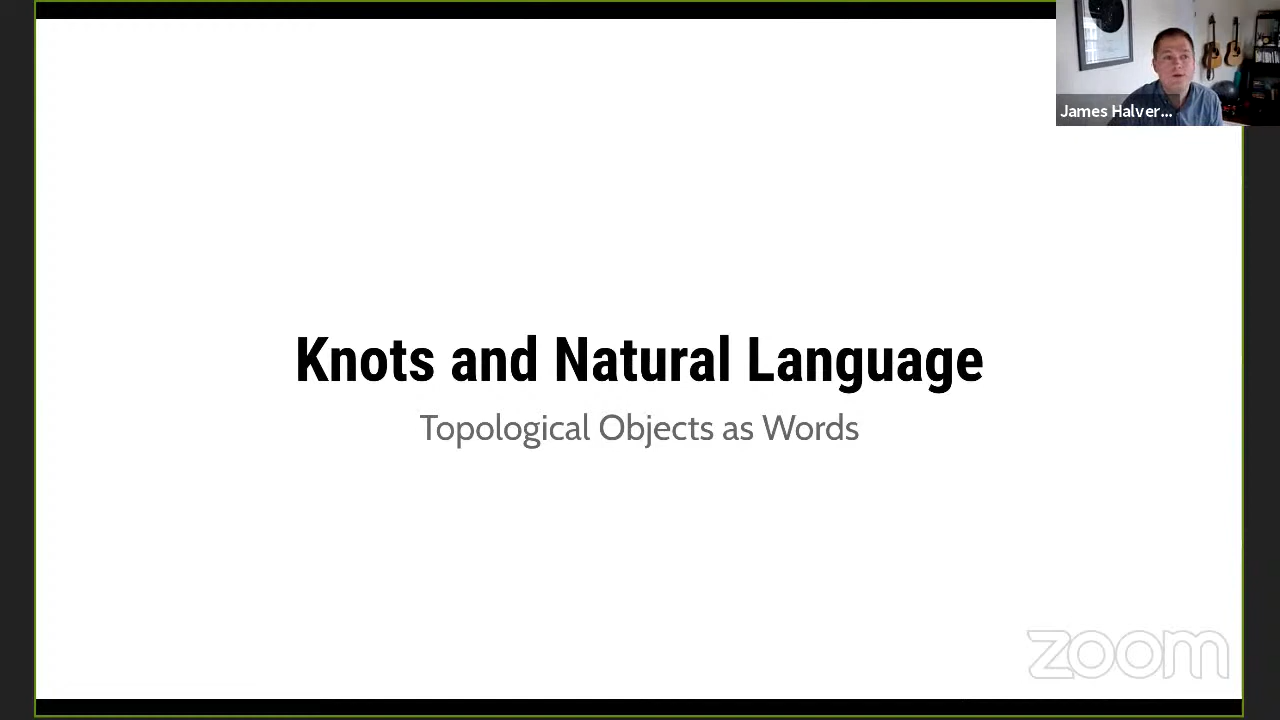 James Halver...
Knots and Natural Language
Topological Objects as Words
zoom